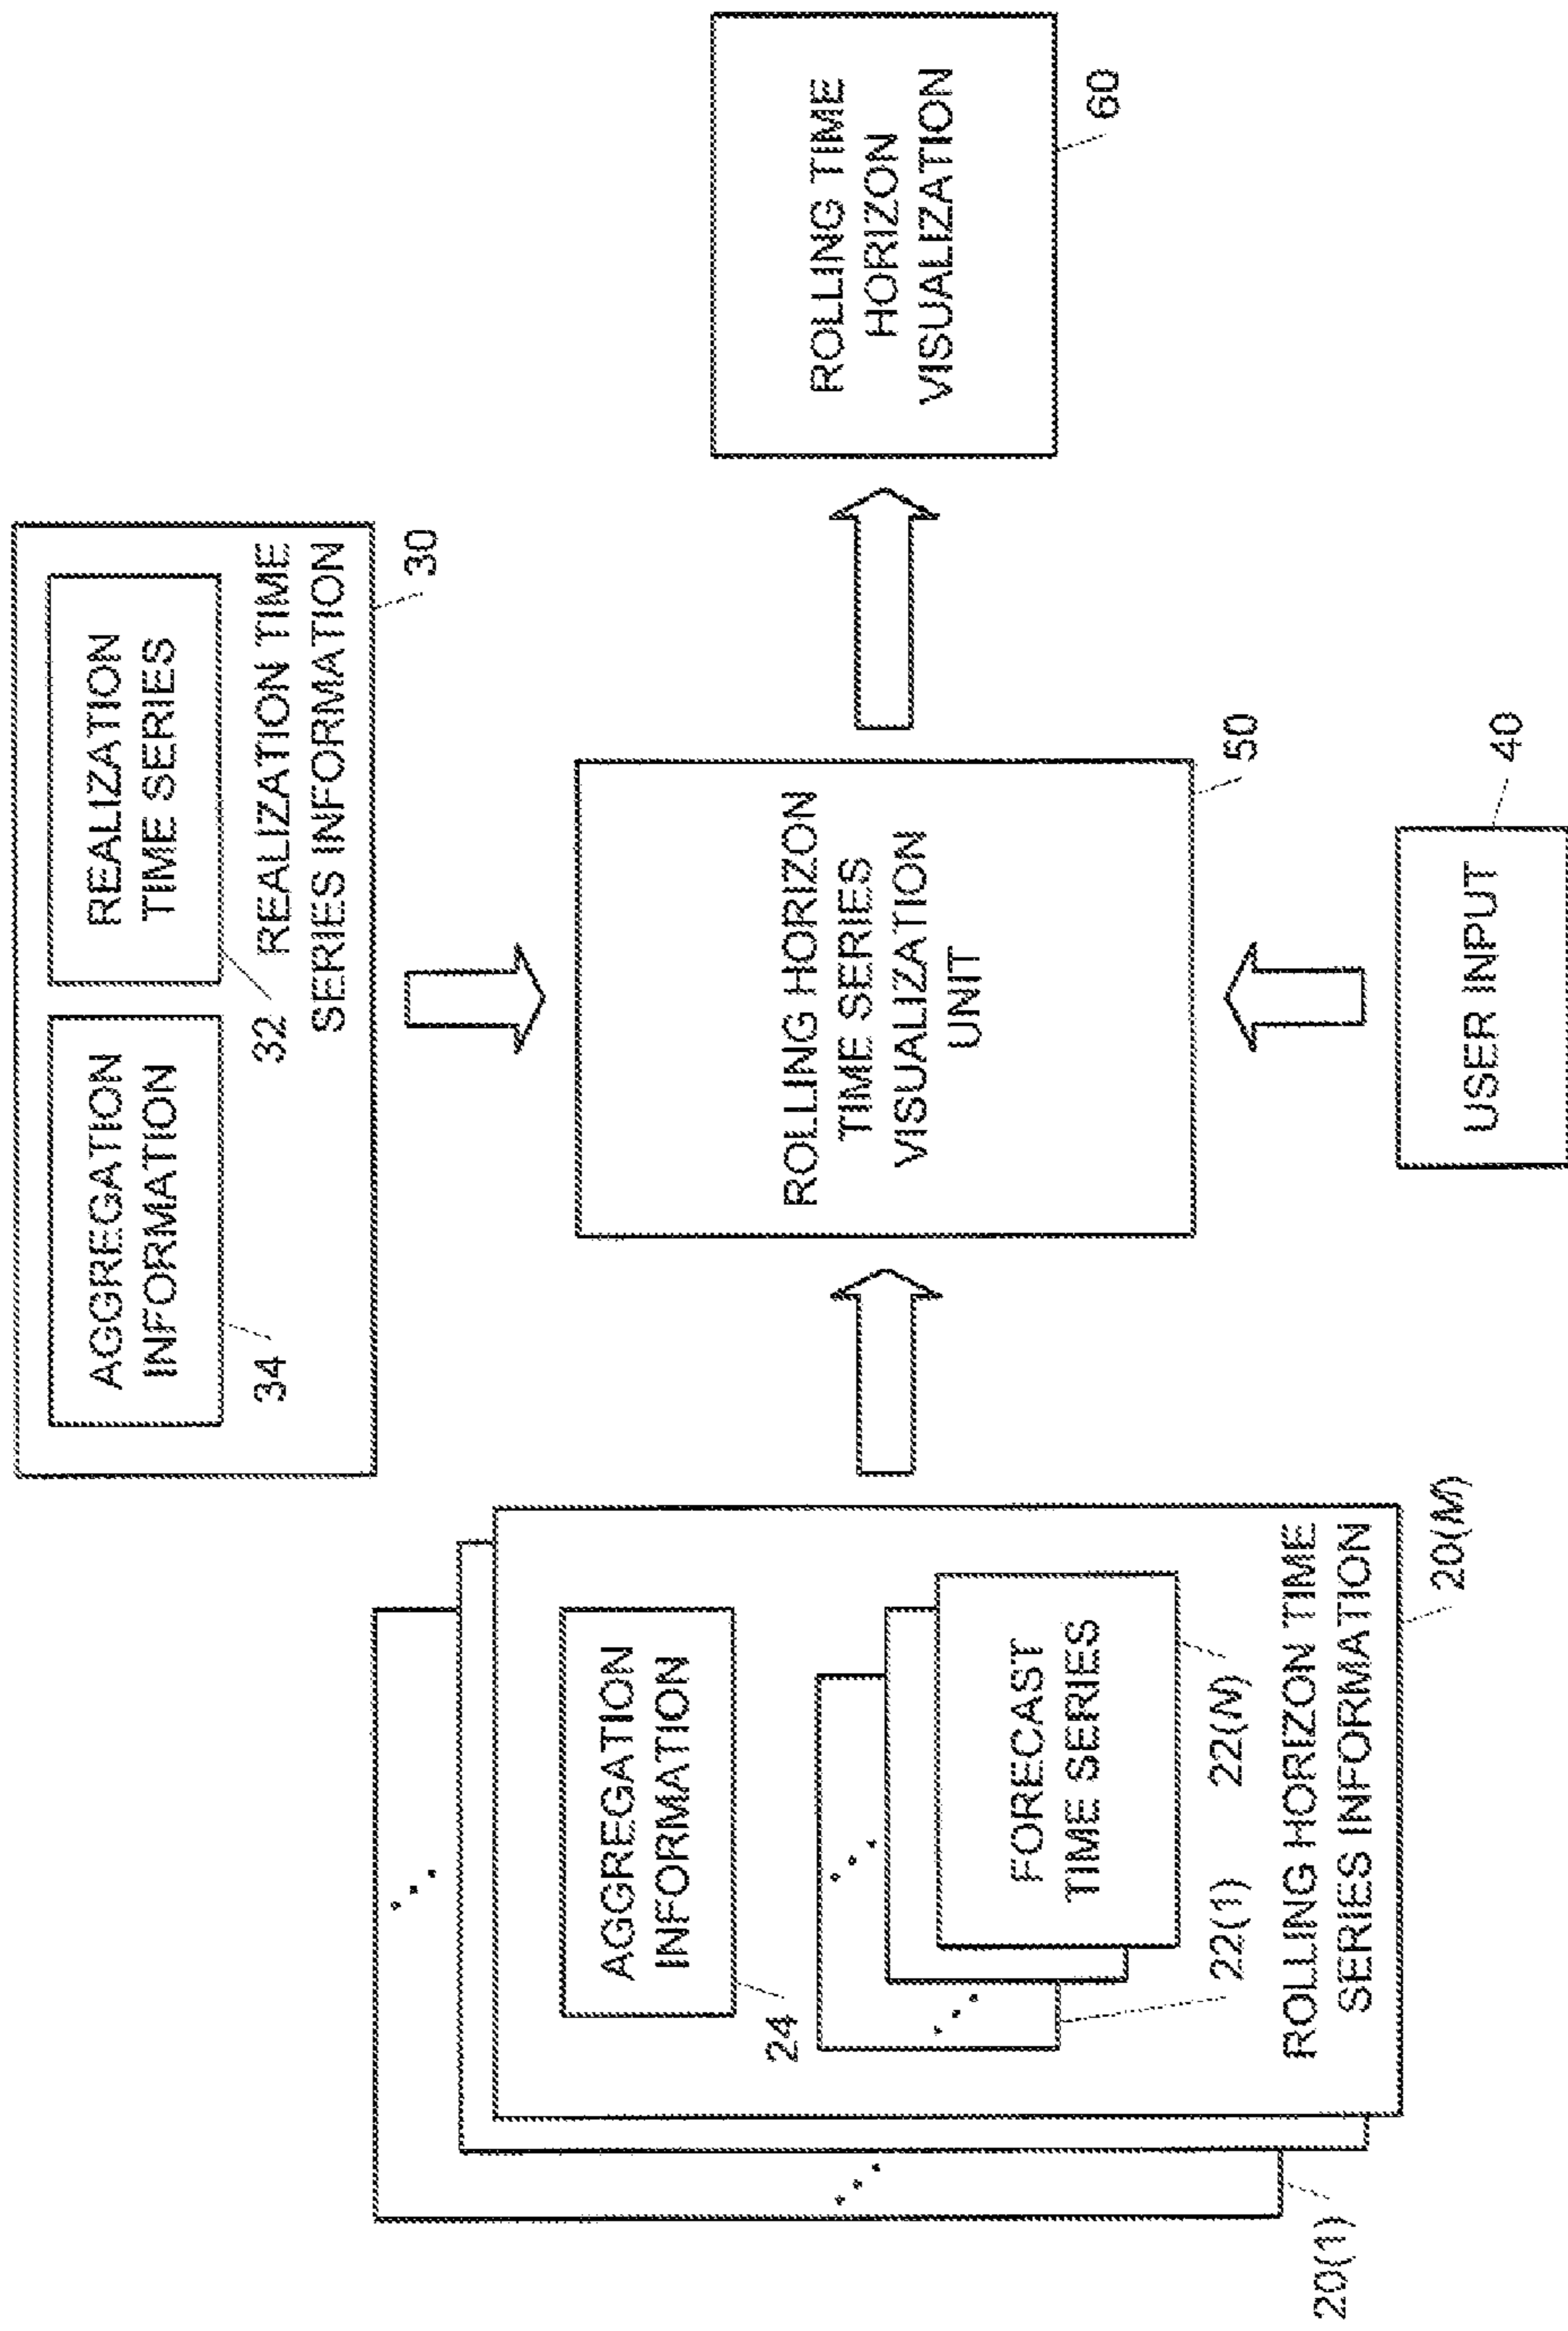 AGGREGATION
INFORMATION
34
REALIZATION
TIME SERIES
32
REALIZATION TIME
SERIES INFORMATION
30
AGGREGATION
INFORMATION
24
FORECAST
TIME SERIES
22(1)
22(N)
ROLLING HORIZON TIME
SERIES INFORMATION
20(1)
20(M)
ROLLING HORIZON
TIME SERIES
VISUALIZATION
UNIT
50
USER INPUT
40
ROLLING TIME
HORIZON
VISUALIZATION
60